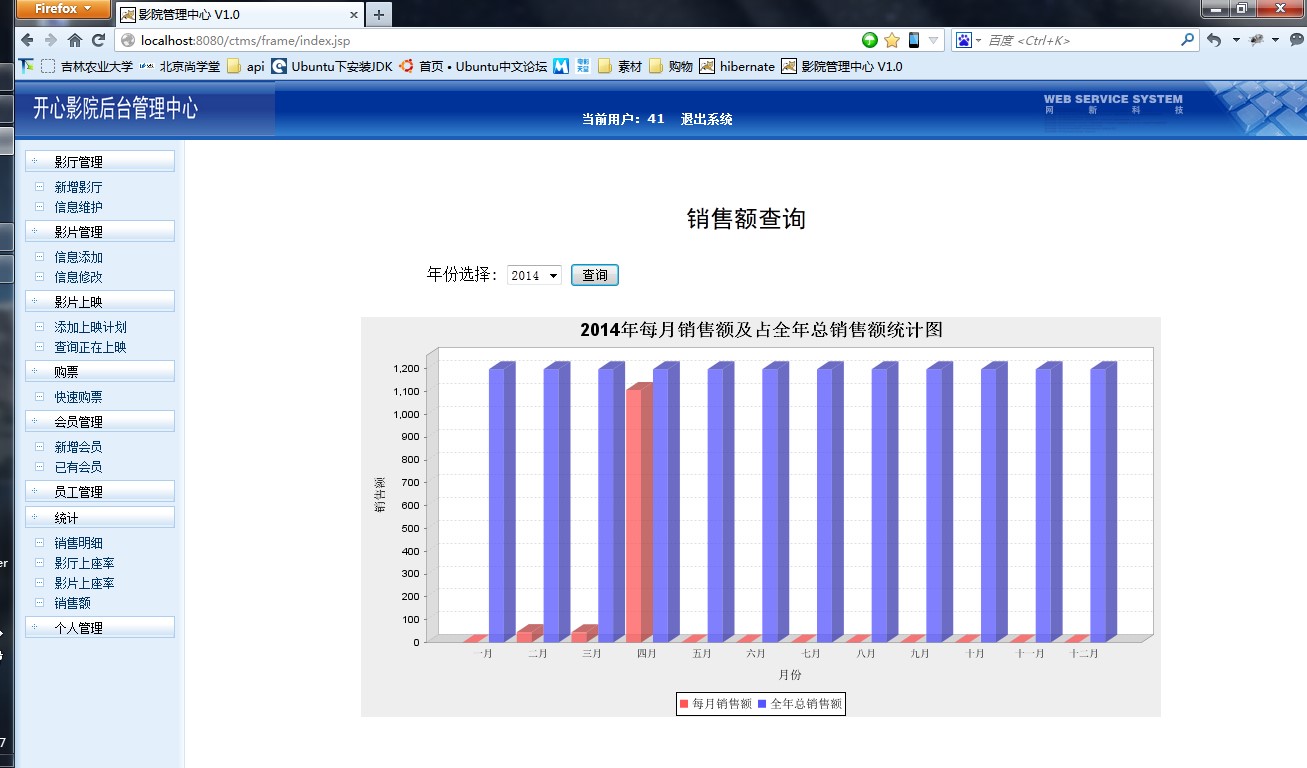 Firefox
影院管理中心 V1.0
localhost:8080/ctms/frame/index.jsp
百度 <Ctrl+K>
吉林农业大学 北京尚学堂 api Ubuntu下安装JDK 首页 • Ubuntu中文论坛 素材 购物 hibernate 影院管理中心 V1.0
开心影院后台管理中心
当前用户：41 退出系统
WEB SERVICE SYSTEM
网 新 科 技
影厅管理
新增影厅
信息维护
影片管理
信息添加
信息修改
影片上映
添加上映计划
查询正在上映
购票
快速购票
会员管理
新增会员
已有会员
员工管理
统计
销售明细
影厅上座率
影片上座率
销售额
个人管理
销售额查询
年份选择： 2014 查询
2014年每月销售额及占全年总销售额统计图
1,200
1,100
1,000
900
800
700
600
500
400
300
200
100
0
销售额
一月 二月 三月 四月 五月 六月 七月 八月 九月 十月 十一月 十二月
月份
每月销售额 全年总销售额
er
7